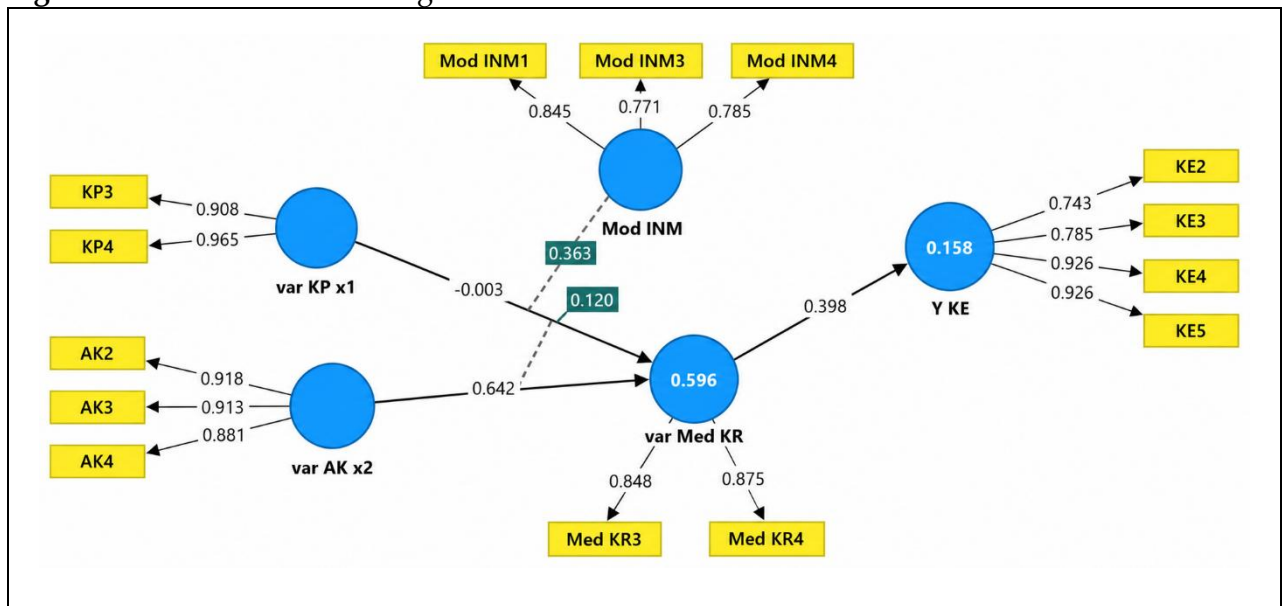 Mod INM1
Mod INM3
Mod INM4
0.845
0.771
0.785
Mod INM
KP3
KP4
0.908
0.965
var KP x1
-0.003
0.363
0.120
AK2
AK3
AK4
0.918
0.913
0.881
var AK x2
0.642
0.596
var Med KR
0.848
0.875
Med KR3
Med KR4
0.398
0.158
Y KE
0.743
0.785
0.926
0.926
KE2
KE3
KE4
KE5